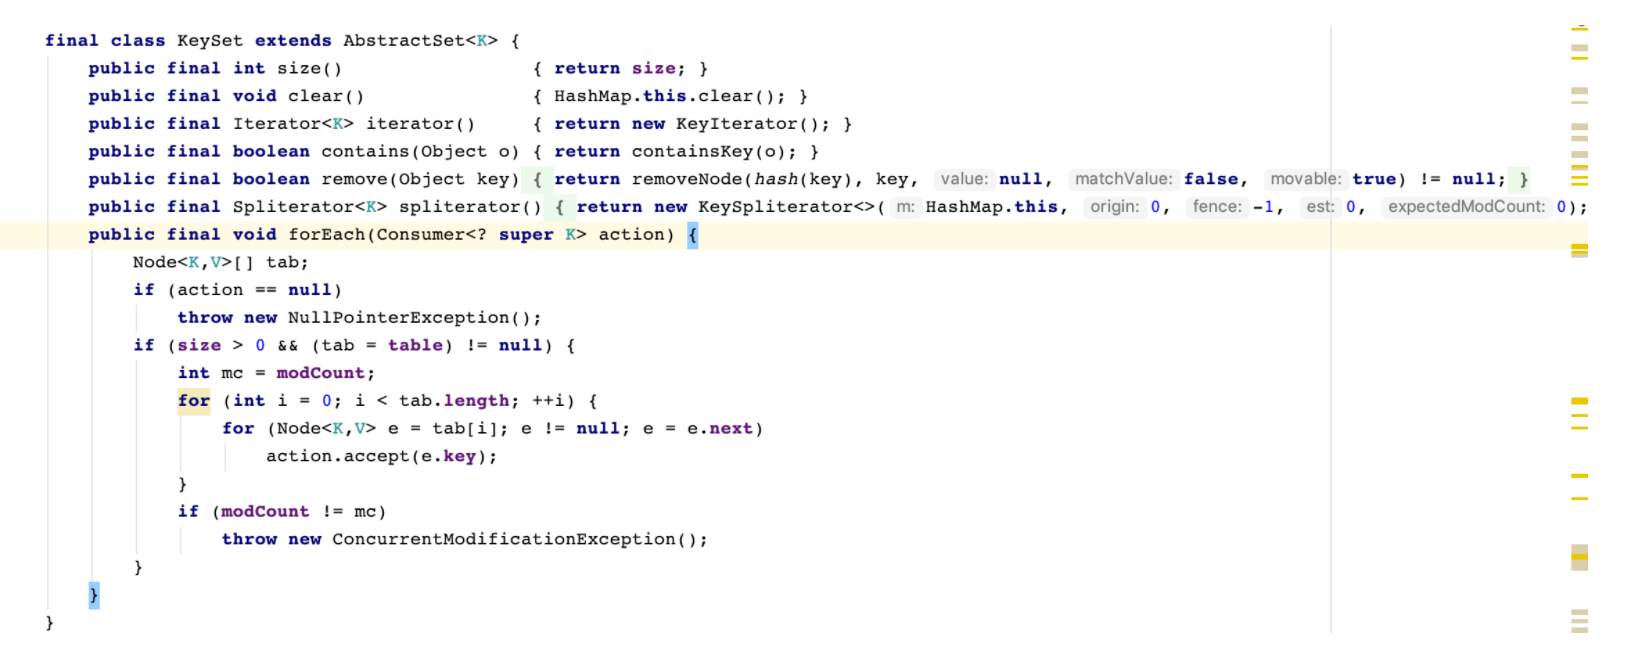 final class KeySet extends AbstractSet<K> {
    public final int size()                 { return size; }
    public final void clear()               { HashMap.this.clear(); }
    public final Iterator<K> iterator()     { return new KeyIterator(); }
    public final boolean contains(Object o) { return containsKey(o); }
    public final boolean remove(Object key) { return removeNode(hash(key), key, value: null, matchValue: false, movable: true) != null; }
    public final Spliterator<K> spliterator() { return new KeySpliterator<>( m: HashMap.this, origin: 0, fence: -1, est: 0, expectedModCount: 0);
    public final void forEach(Consumer<? super K> action) {
        Node<K,V>[] tab;
        if (action == null)
            throw new NullPointerException();
        if (size > 0 && (tab = table) != null) {
            int mc = modCount;
            for (int i = 0; i < tab.length; ++i) {
                for (Node<K,V> e = tab[i]; e != null; e = e.next)
                    action.accept(e.key);
            }
            if (modCount != mc)
                throw new ConcurrentModificationException();
        }
    }
}